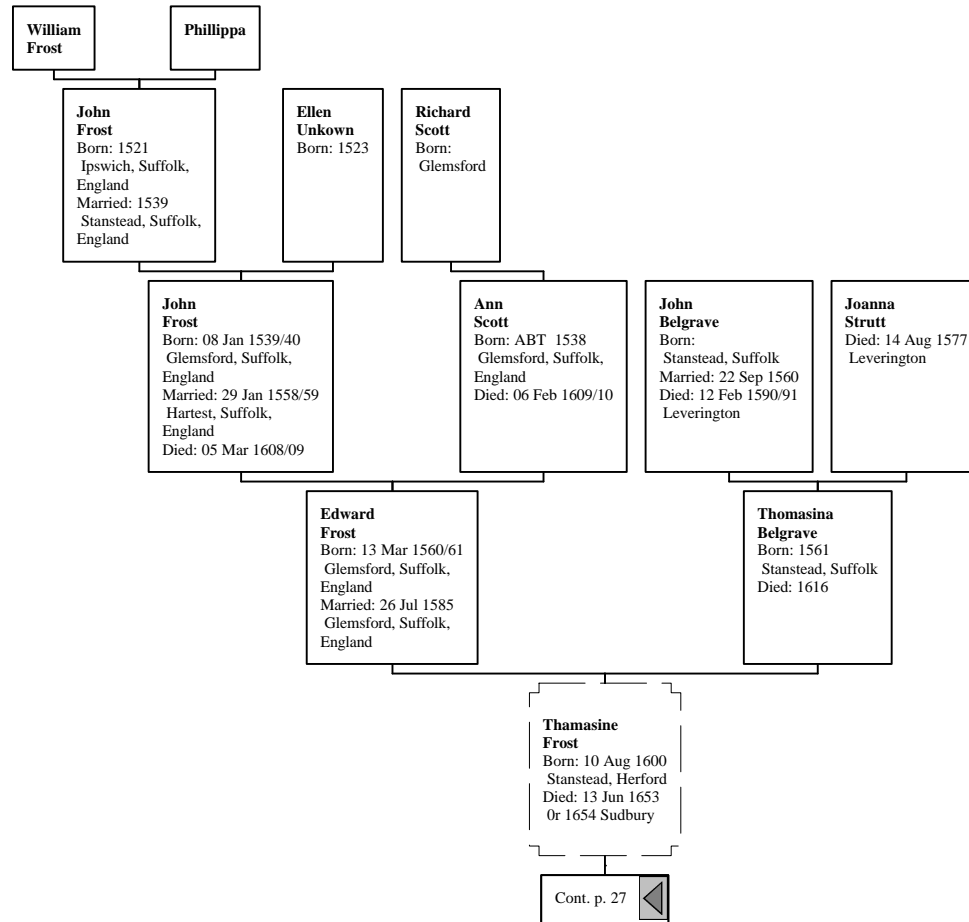 William
Frost
Phillippa
John
Frost
Born: 1521
Ipswich, Suffolk,
England
Married: 1539
Stanstead, Suffolk,
England
Ellen
Unkown
Born: 1523
Richard
Scott
Born:
Glemsford
John
Frost
Born: 08 Jan 1539/40
Glemsford, Suffolk,
England
Married: 29 Jan 1558/59
Hartest, Suffolk,
England
Died: 05 Mar 1608/09
Ann
Scott
Born: ABT 1538
Glemsford, Suffolk,
England
Died: 06 Feb 1609/10
John
Belgrave
Born:
Stanstead, Suffolk
Married: 22 Sep 1560
Died: 12 Feb 1590/91
Leverington
Joanna
Strutt
Died: 14 Aug 1577
Leverington
Edward
Frost
Born: 13 Mar 1560/61
Glemsford, Suffolk,
England
Married: 26 Jul 1585
Glemsford, Suffolk,
England
Thomasina
Belgrave
Born: 1561
Stanstead, Suffolk
Died: 1616
Thamasine
Frost
Born: 10 Aug 1600
Stanstead, Herford
Died: 13 Jun 1653
0r 1654 Sudbury
Cont. p. 27